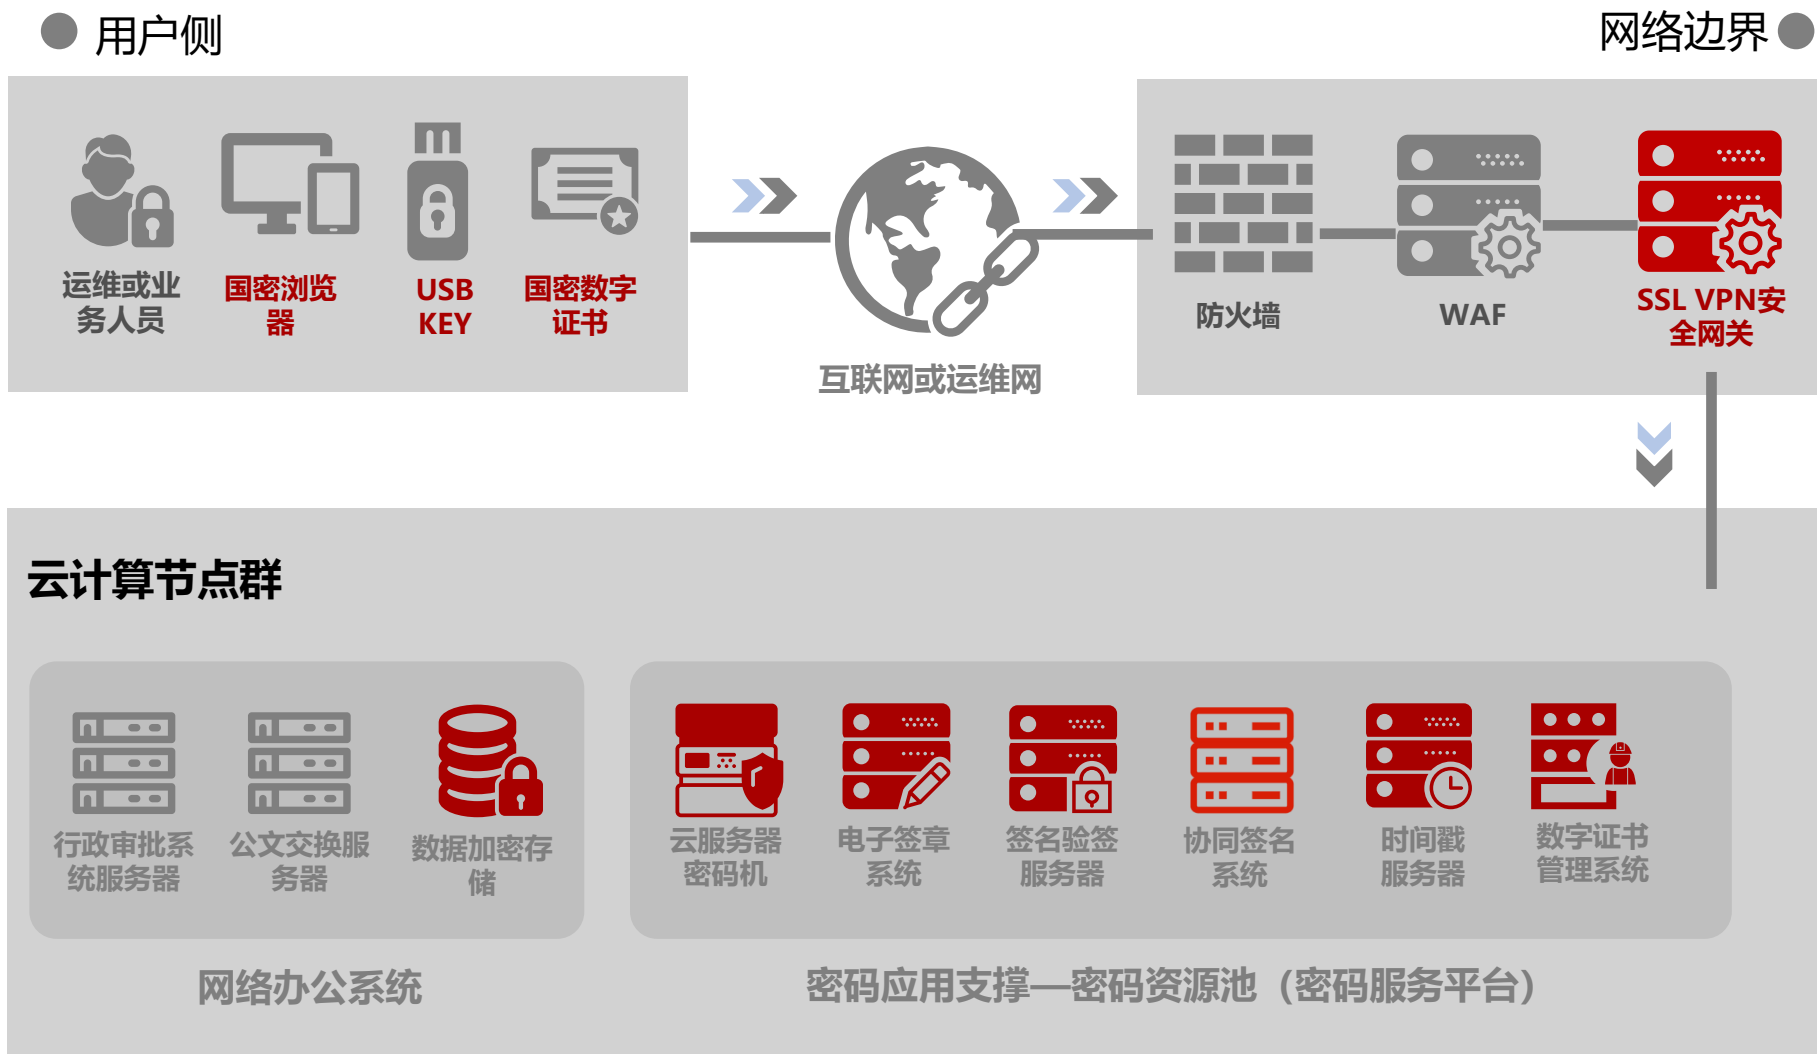 用户侧
网络边界
运维或业
务人员
国密浏览
器
USB
KEY
国密数字
证书
互联网或运维网
防火墙
WAF
SSL VPN安
全网关
云计算节点群
行政审批系
统服务器
公文交换服
务器
数据加密存
储
云服务器
密码机
电子签章
系统
签名验签
服务器
协同签名
系统
时间戳
服务器
数字证书
管理系统
网络办公系统
密码应用支撑—密码资源池（密码服务平台）